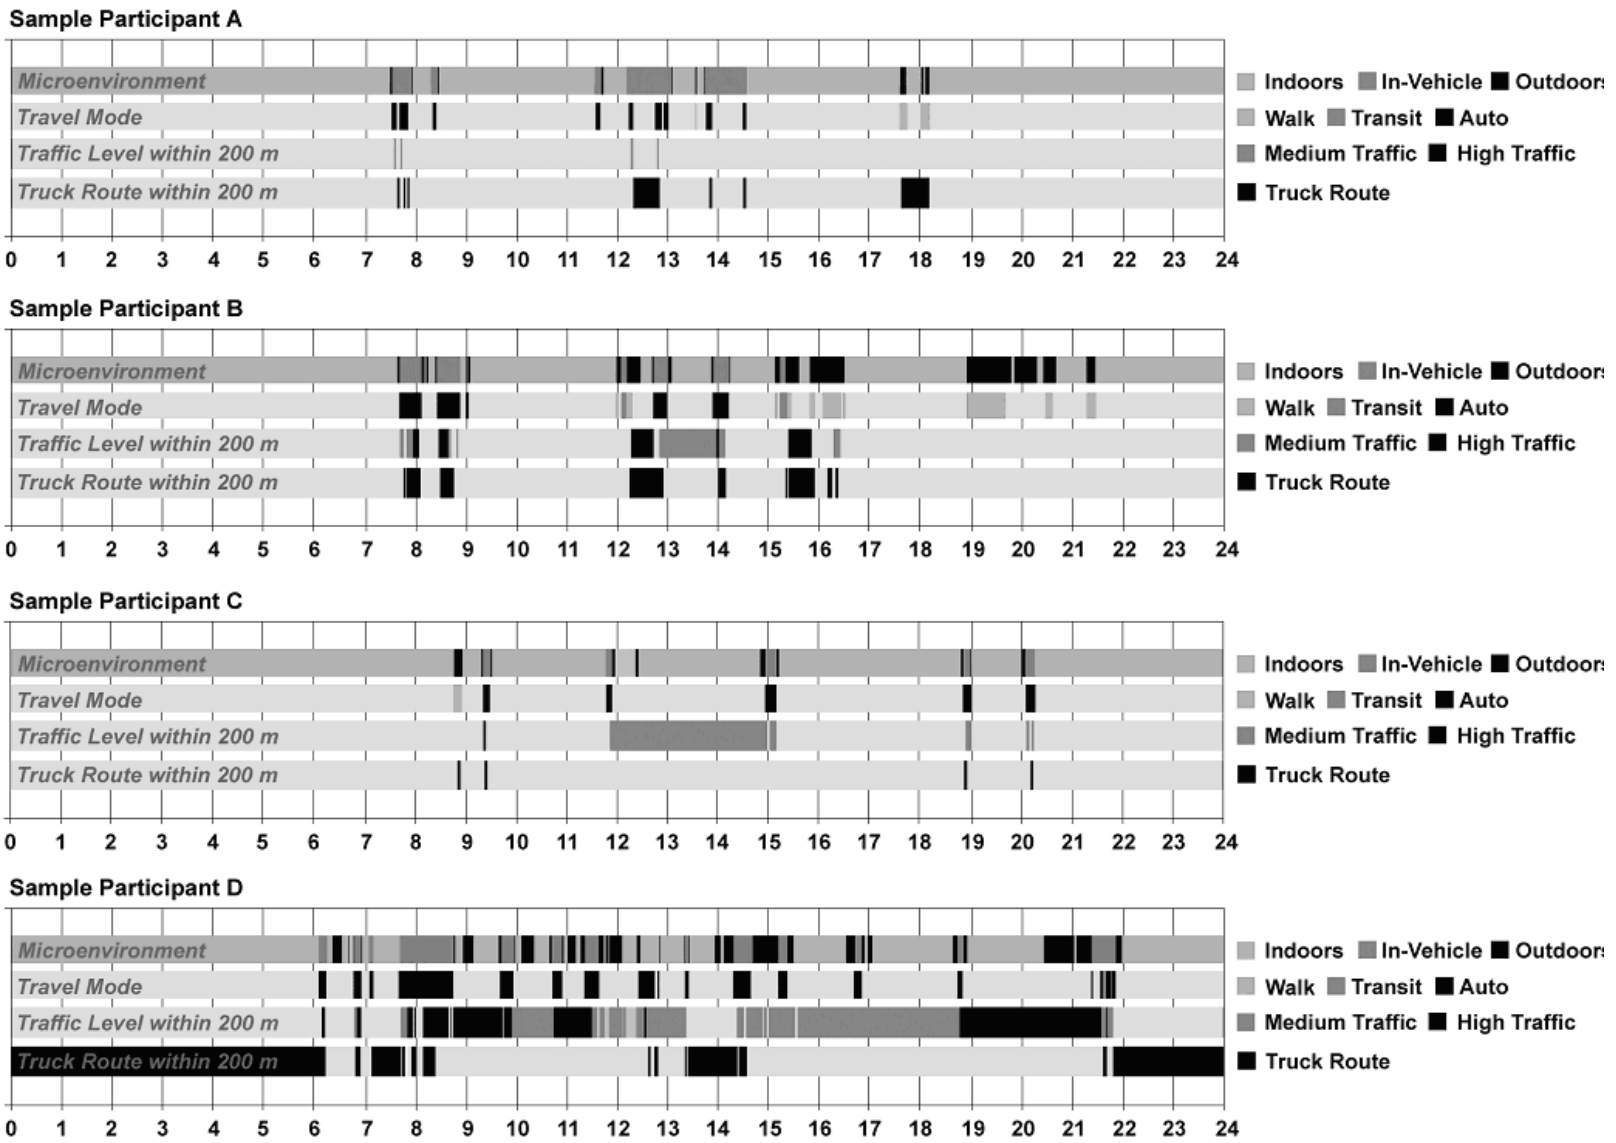 Sample Participant A
Microenvironment Indoors In-Vehicle Outdoors
Travel Mode Walk Transit Auto
Traffic Level within 200 m Medium Traffic High Traffic
Truck Route within 200 m Truck Route
0 1 2 3 4 5 6 7 8 9 10 11 12 13 14 15 16 17 18 19 20 21 22 23 24
Sample Participant B
Microenvironment Indoors In-Vehicle Outdoors
Travel Mode Walk Transit Auto
Traffic Level within 200 m Medium Traffic High Traffic
Truck Route within 200 m Truck Route
0 1 2 3 4 5 6 7 8 9 10 11 12 13 14 15 16 17 18 19 20 21 22 23 24
Sample Participant C
Microenvironment Indoors In-Vehicle Outdoors
Travel Mode Walk Transit Auto
Traffic Level within 200 m Medium Traffic High Traffic
Truck Route within 200 m Truck Route
0 1 2 3 4 5 6 7 8 9 10 11 12 13 14 15 16 17 18 19 20 21 22 23 24
Sample Participant D
Microenvironment Indoors In-Vehicle Outdoors
Travel Mode Walk Transit Auto
Traffic Level within 200 m Medium Traffic High Traffic
Truck Route within 200 m Truck Route
0 1 2 3 4 5 6 7 8 9 10 11 12 13 14 15 16 17 18 19 20 21 22 23 24